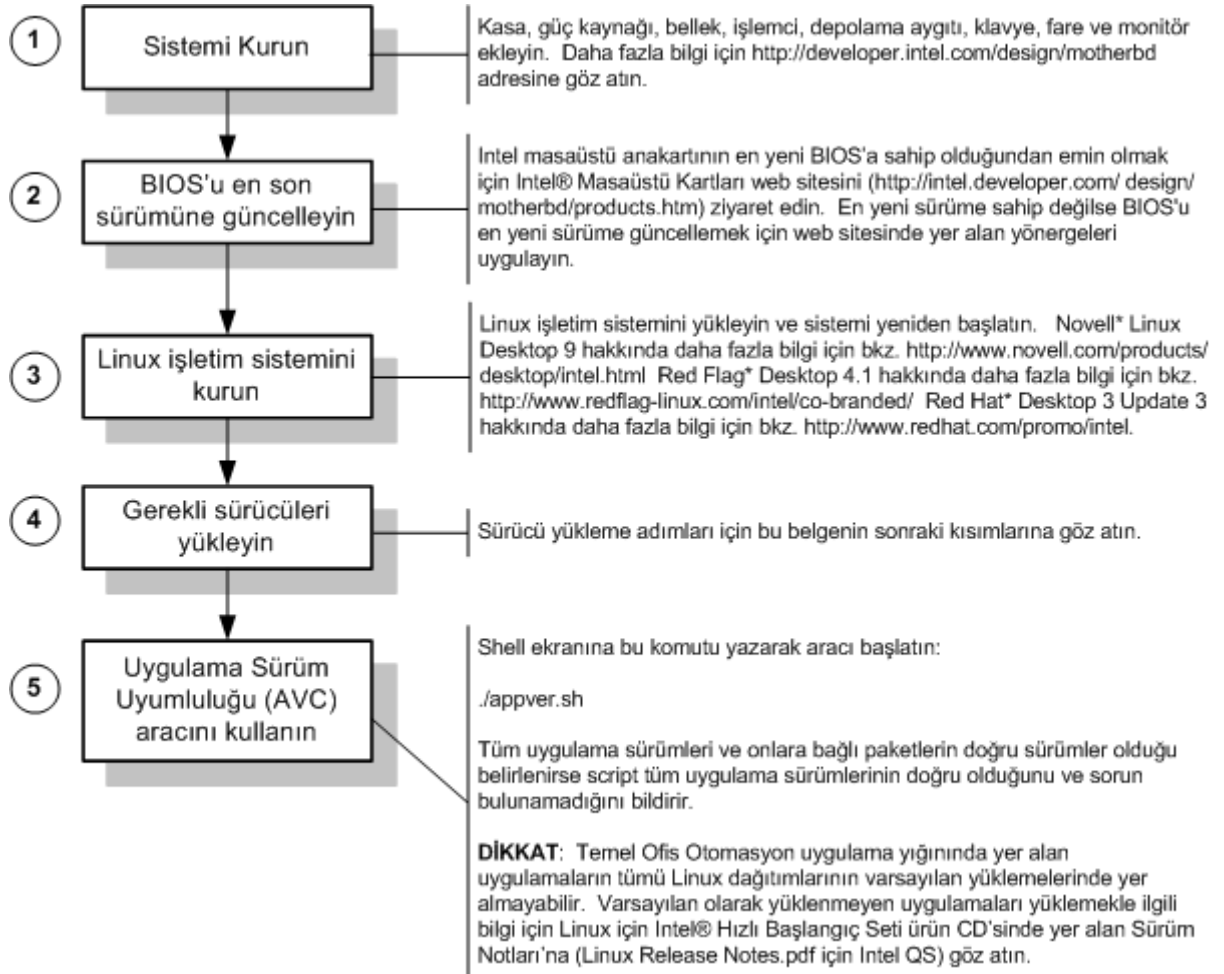 1
Sistemi Kurun
Kasa, güç kaynağı, bellek, işlemci, depolama aygıtı, klavye, fare ve monitör
ekleyin.  Daha fazla bilgi için http://developer.intel.com/design/motherbd
adresine göz atın.
2
BIOS'u en son
sürümüne güncelleyin
Intel masaüstü anakartının en yeni BIOS'a sahip olduğundan emin olmak
için Intel® Masaüstü Kartları web sitesini (http://intel.developer.com/ design/
motherbd/products.htm) ziyaret edin.  En yeni sürüme sahip değilse BIOS'u
en yeni sürüme güncellemek için web sitesinde yer alan yönergeleri
uygulayın.
3
Linux işletim sistemini
kurun
Linux işletim sistemini yükleyin ve sistemi yeniden başlatın.   Novell* Linux
Desktop 9 hakkında daha fazla bilgi için bkz. http://www.novell.com/products/
desktop/intel.html  Red Flag* Desktop 4.1 hakkında daha fazla bilgi için bkz.
http://www.redflag-linux.com/intel/co-branded/  Red Hat* Desktop 3 Update 3
hakkında daha fazla bilgi için bkz. http://www.redhat.com/promo/intel.
4
Gerekli sürücüleri
yükleyin
Sürücü yükleme adımları için bu belgenin sonraki kısımlarına göz atın.
5
Uygulama Sürüm
Uyumluluğu (AVC)
aracını kullanın
Shell ekranına bu komutu yazarak aracı başlatın:
./appver.sh
Tüm uygulama sürümleri ve onlara bağlı paketlerin doğru sürümler olduğu
belirlenirse script tüm uygulama sürümlerinin doğru olduğunu ve sorun
bulunamadığını bildirir.
DİKKAT:  Temel Ofis Otomasyon uygulama yığınında yer alan
uygulamaların tümü Linux dağıtımlarının varsayılan yüklemelerinde yer
almayabilir.  Varsayılan olarak yüklenmeyen uygulamaları yüklemekle ilgili
bilgi için Linux için Intel® Hızlı Başlangıç Seti ürün CD'sinde yer alan Sürüm
Notları'na (Linux Release Notes.pdf için Intel QS) göz atın.